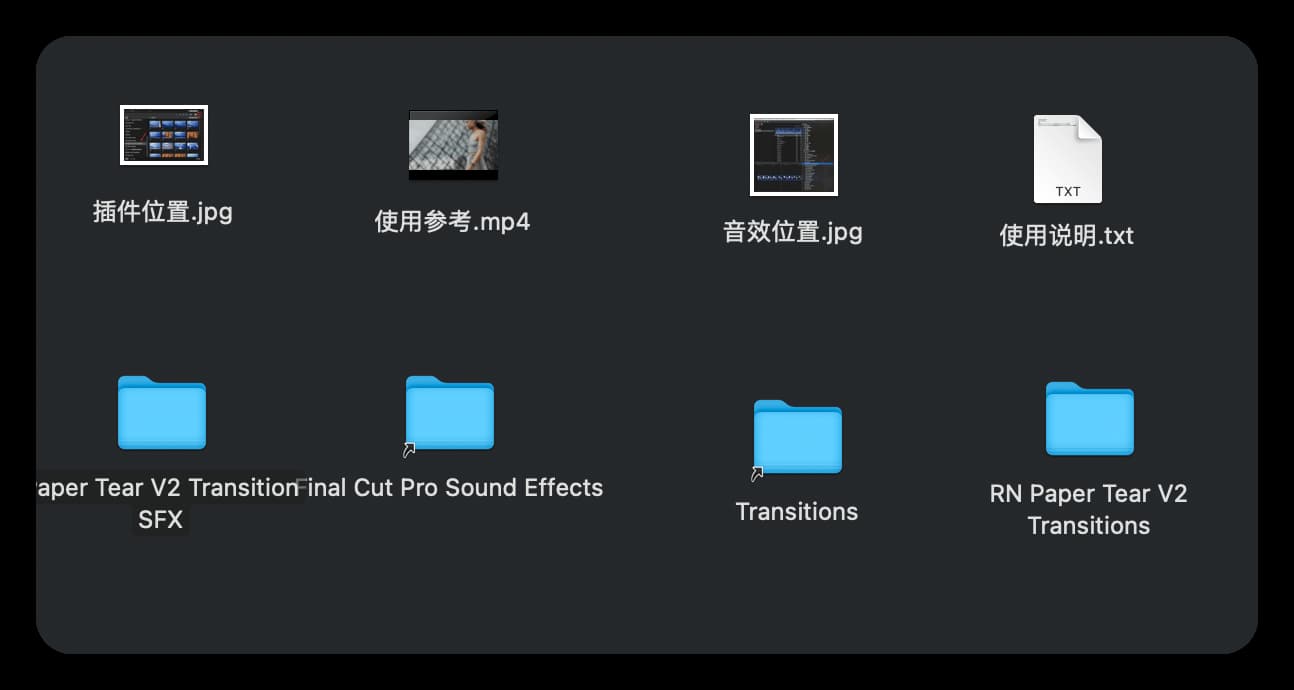 插件位置.jpg
使用参考.mp4
音效位置.jpg
TXT
使用说明.txt
aper Tear V2 Transition
SFX
Final Cut Pro Sound Effects
Transitions
RN Paper Tear V2
Transitions